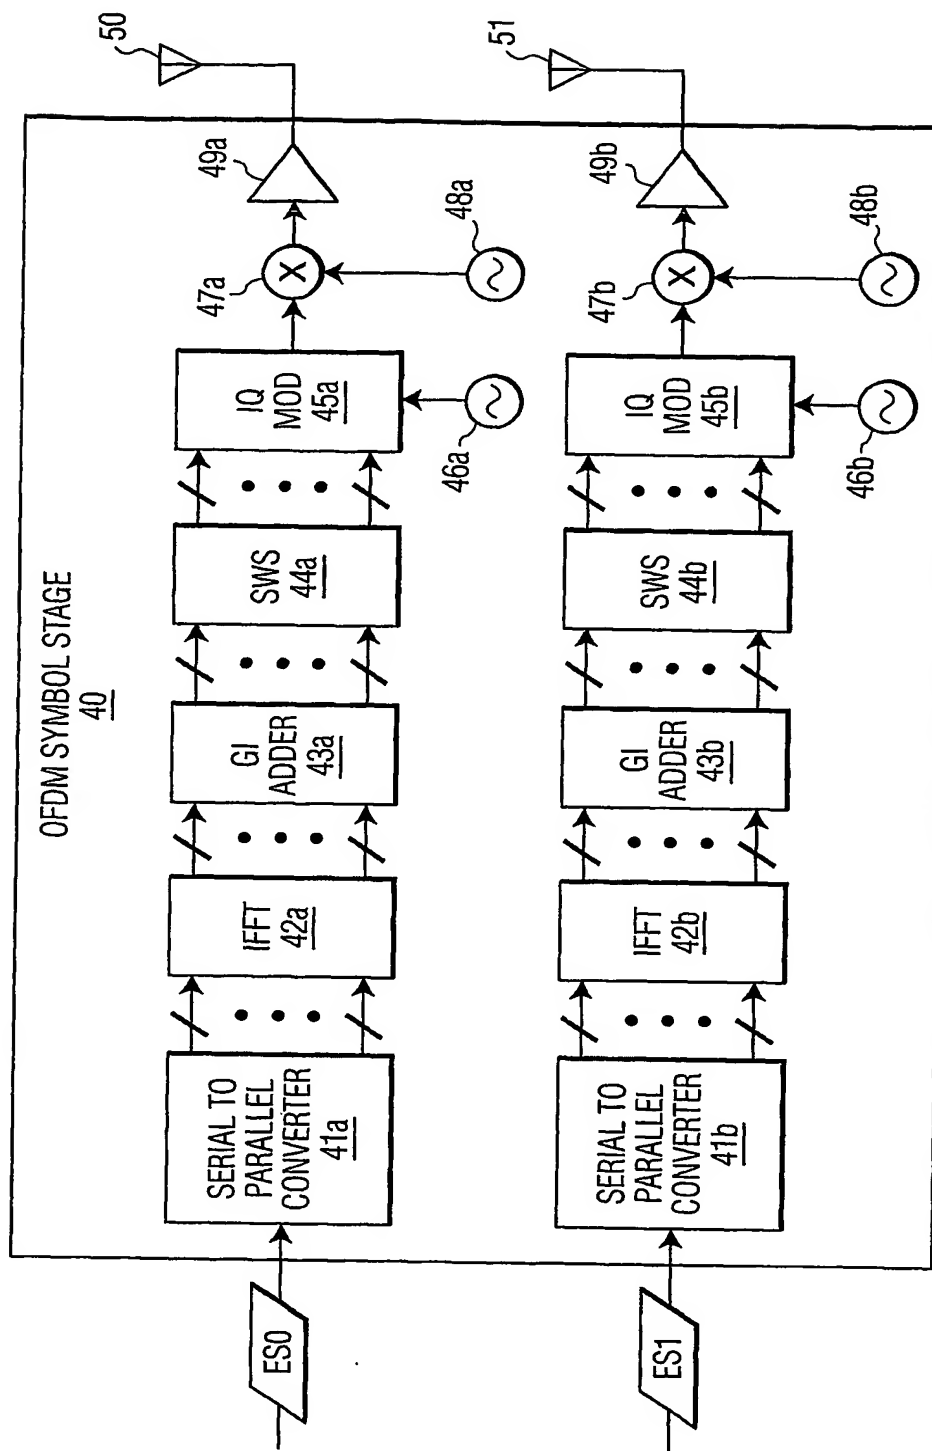 OFDM SYMBOL STAGE
40
ES0
SERIAL TO
PARALLEL
CONVERTER
41a
IFFT
42a
GI
ADDER
43a
SWS
44a
IQ
MOD
45a
46a
47a
X
48a
49a
50
ES1
SERIAL TO
PARALLEL
CONVERTER
41b
IFFT
42b
GI
ADDER
43b
SWS
44b
IQ
MOD
45b
46b
47b
X
48b
49b
51